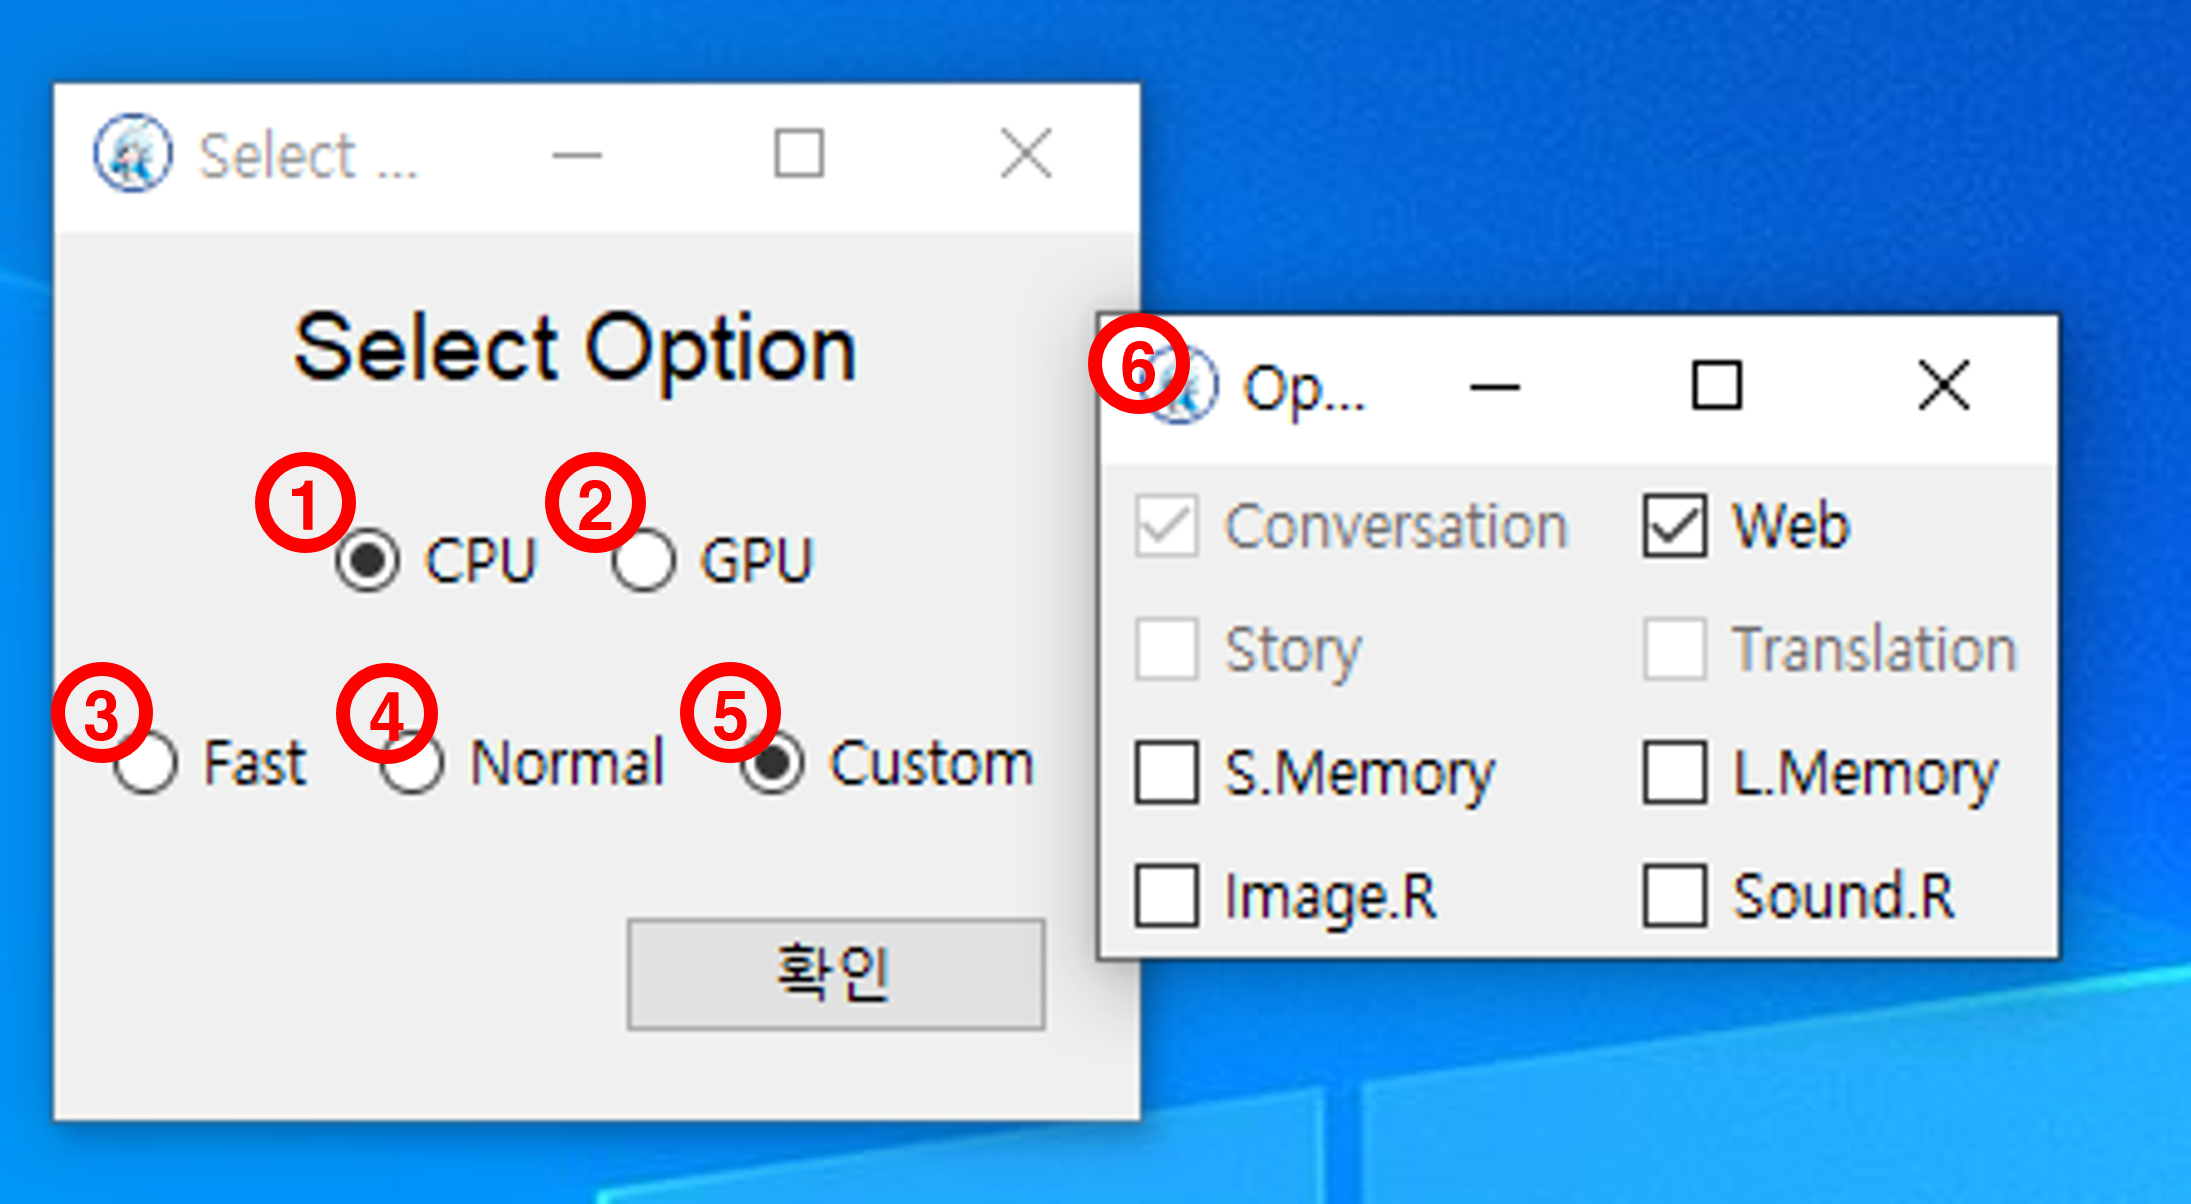 Select ...
Select Option
1 2
CPU GPU
3 4 5
Fast Normal Custom
확인
6 Op...
Conversation Web
Story Translation
S.Memory L.Memory
Image.R Sound.R